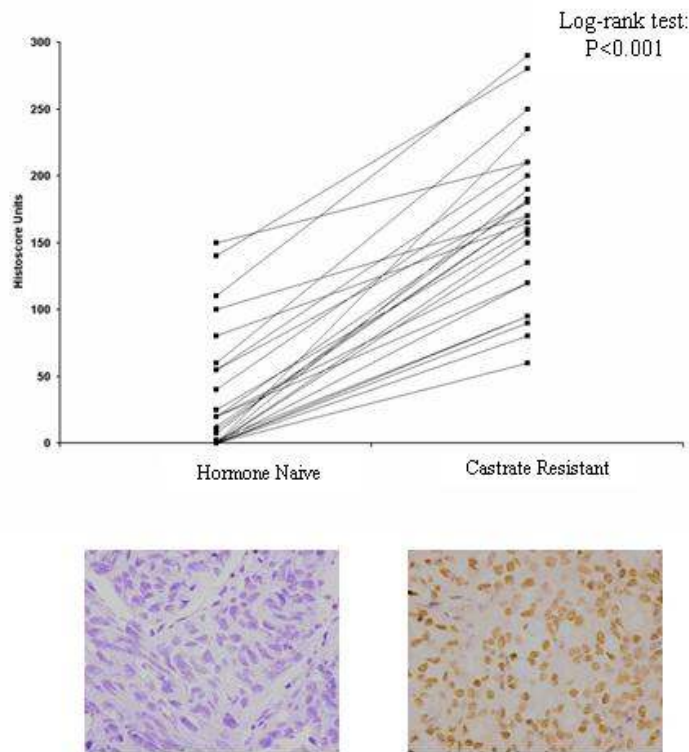 Log-rank test:
P<0.001
300
250
200
150
100
50
0
Histoscore Units
Hormone Naive
Castrate Resistant